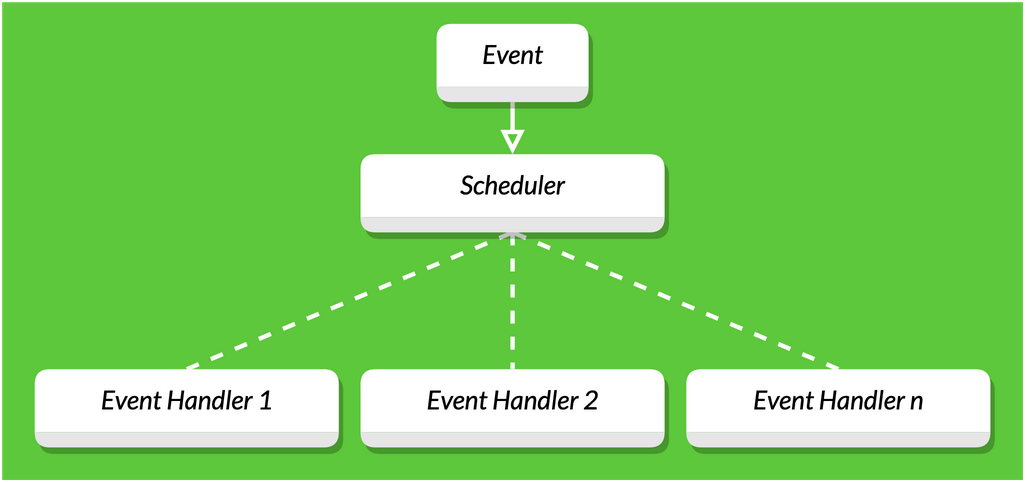 Event
Scheduler
Event Handler 1
Event Handler 2
Event Handler n